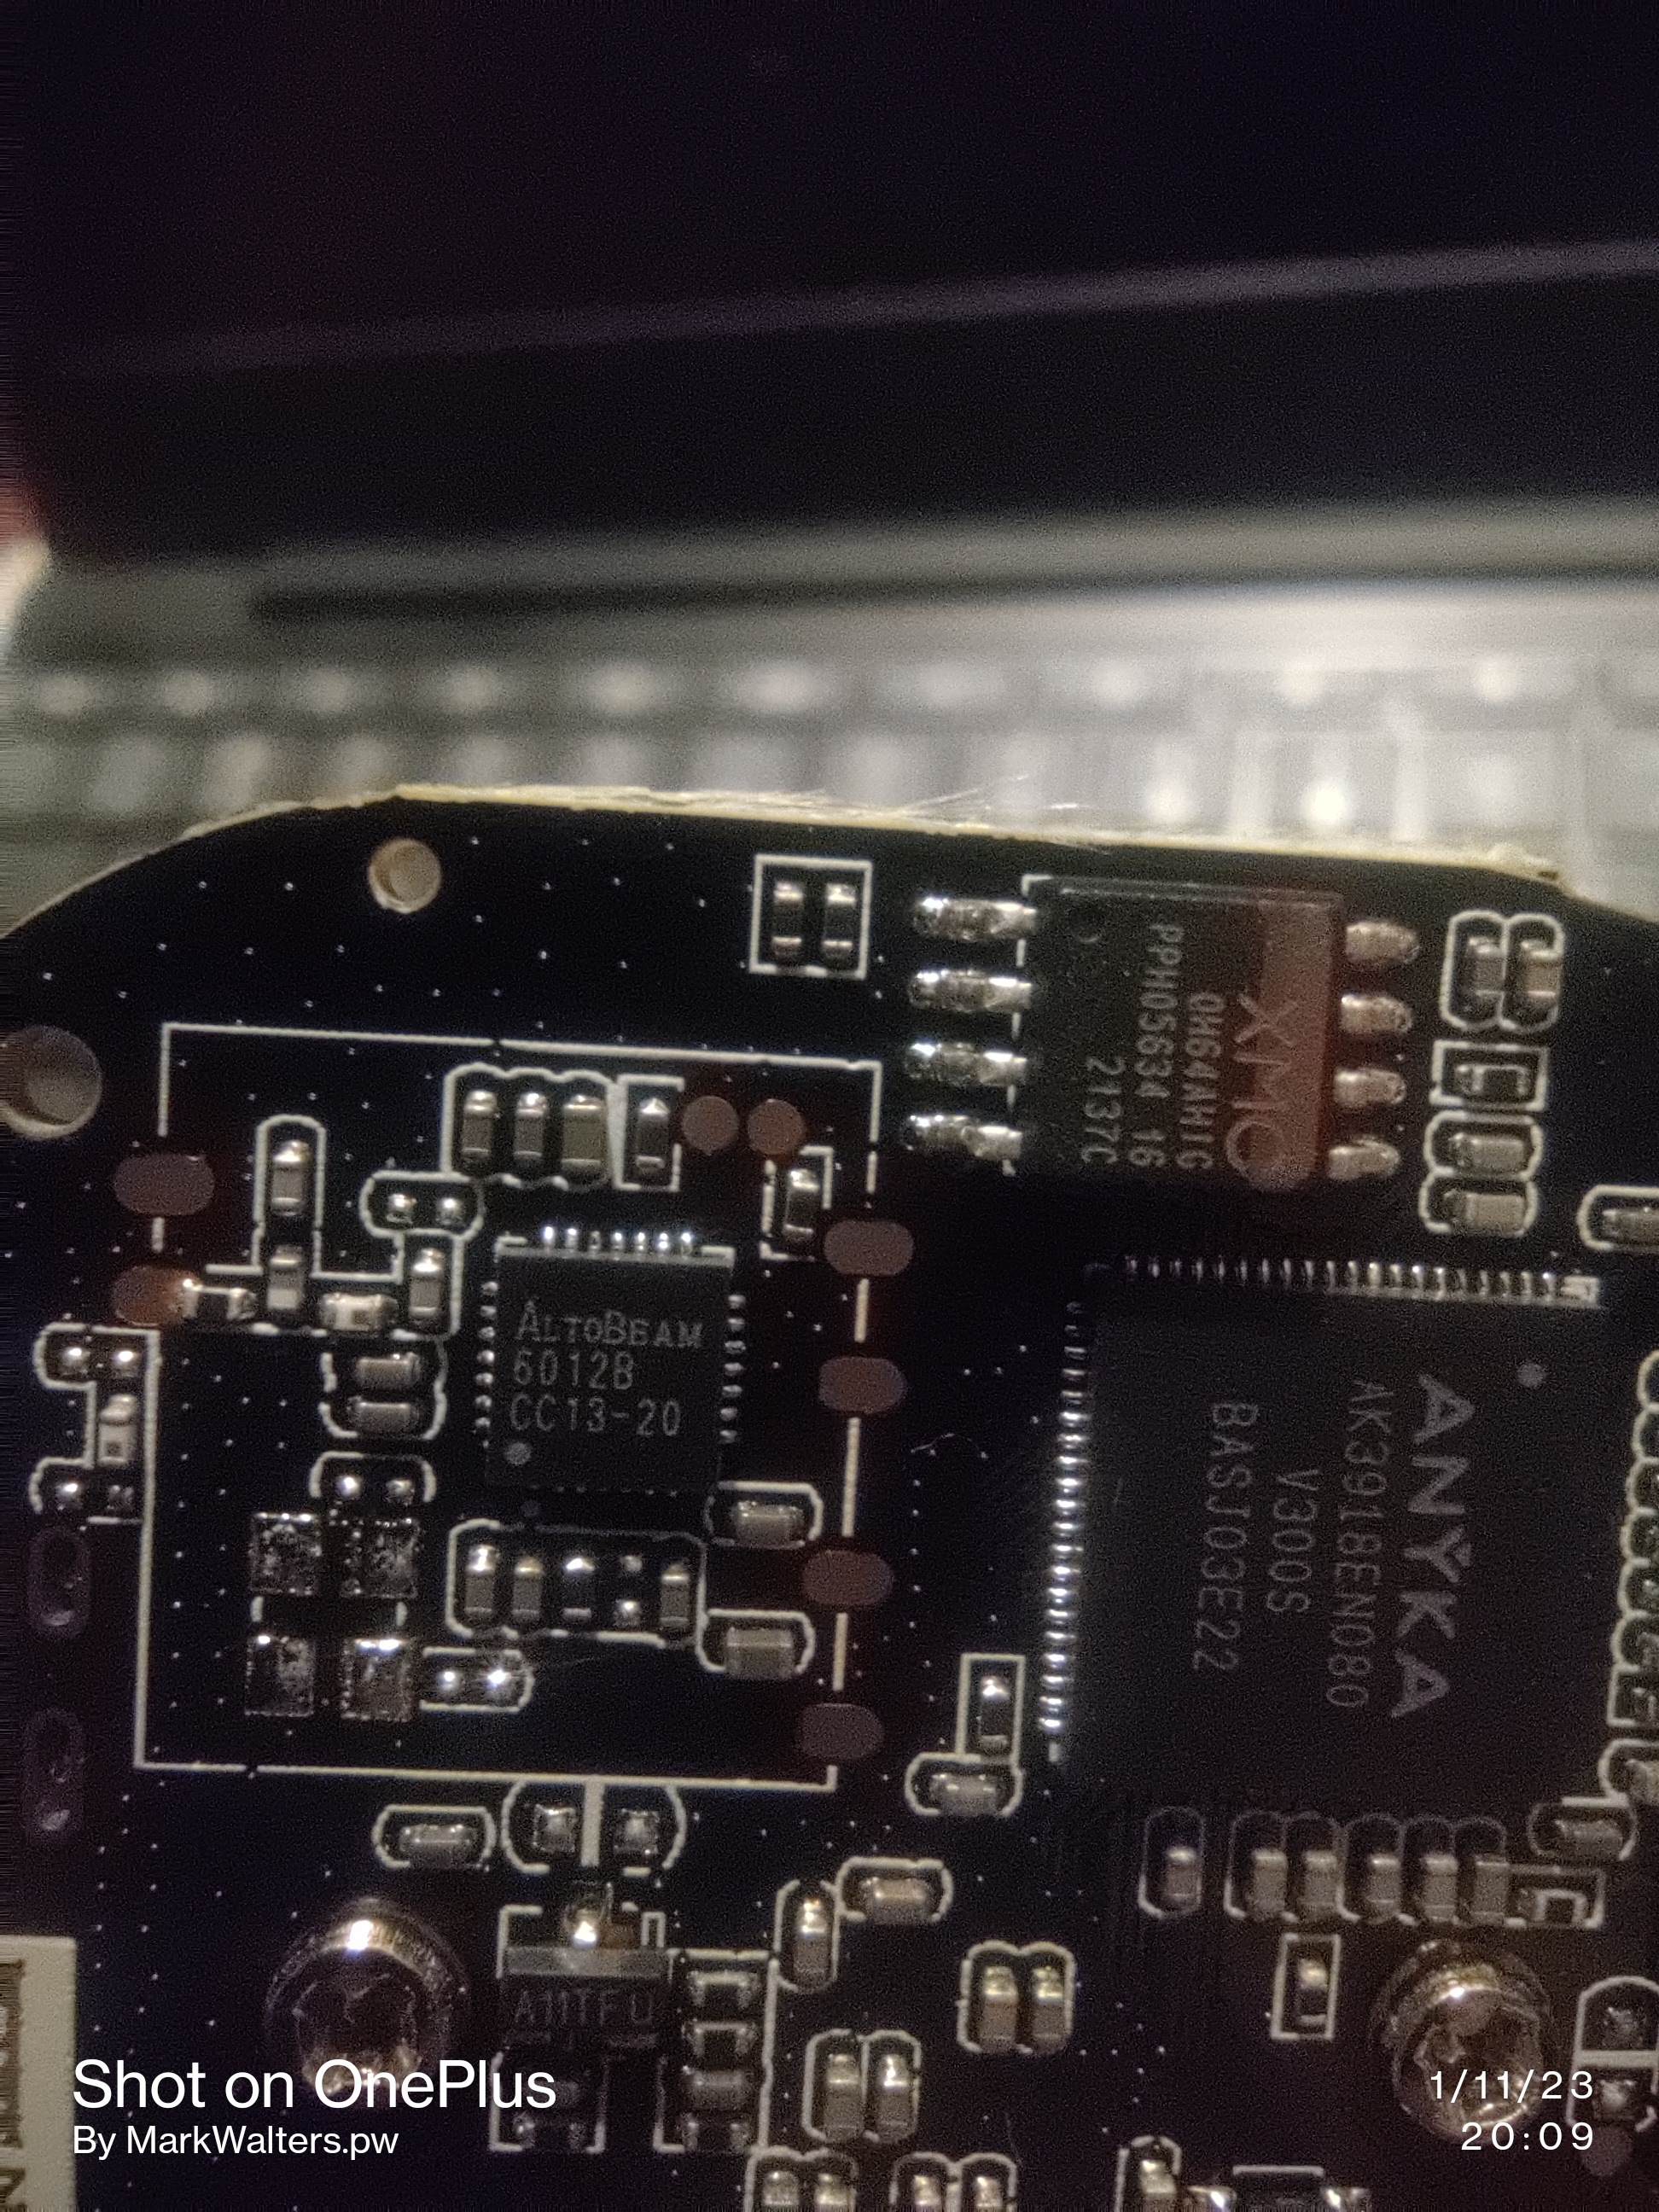 XMC
QH64AHIG
PPH05634.16
2137C
ALTOBEAM
6012B
CC13-20
ANYKA
AK3918EN080
V300S
BASJ03E22
A11TFU
Shot on OnePlus
By MarkWalters.pw
1/11/23
20:09